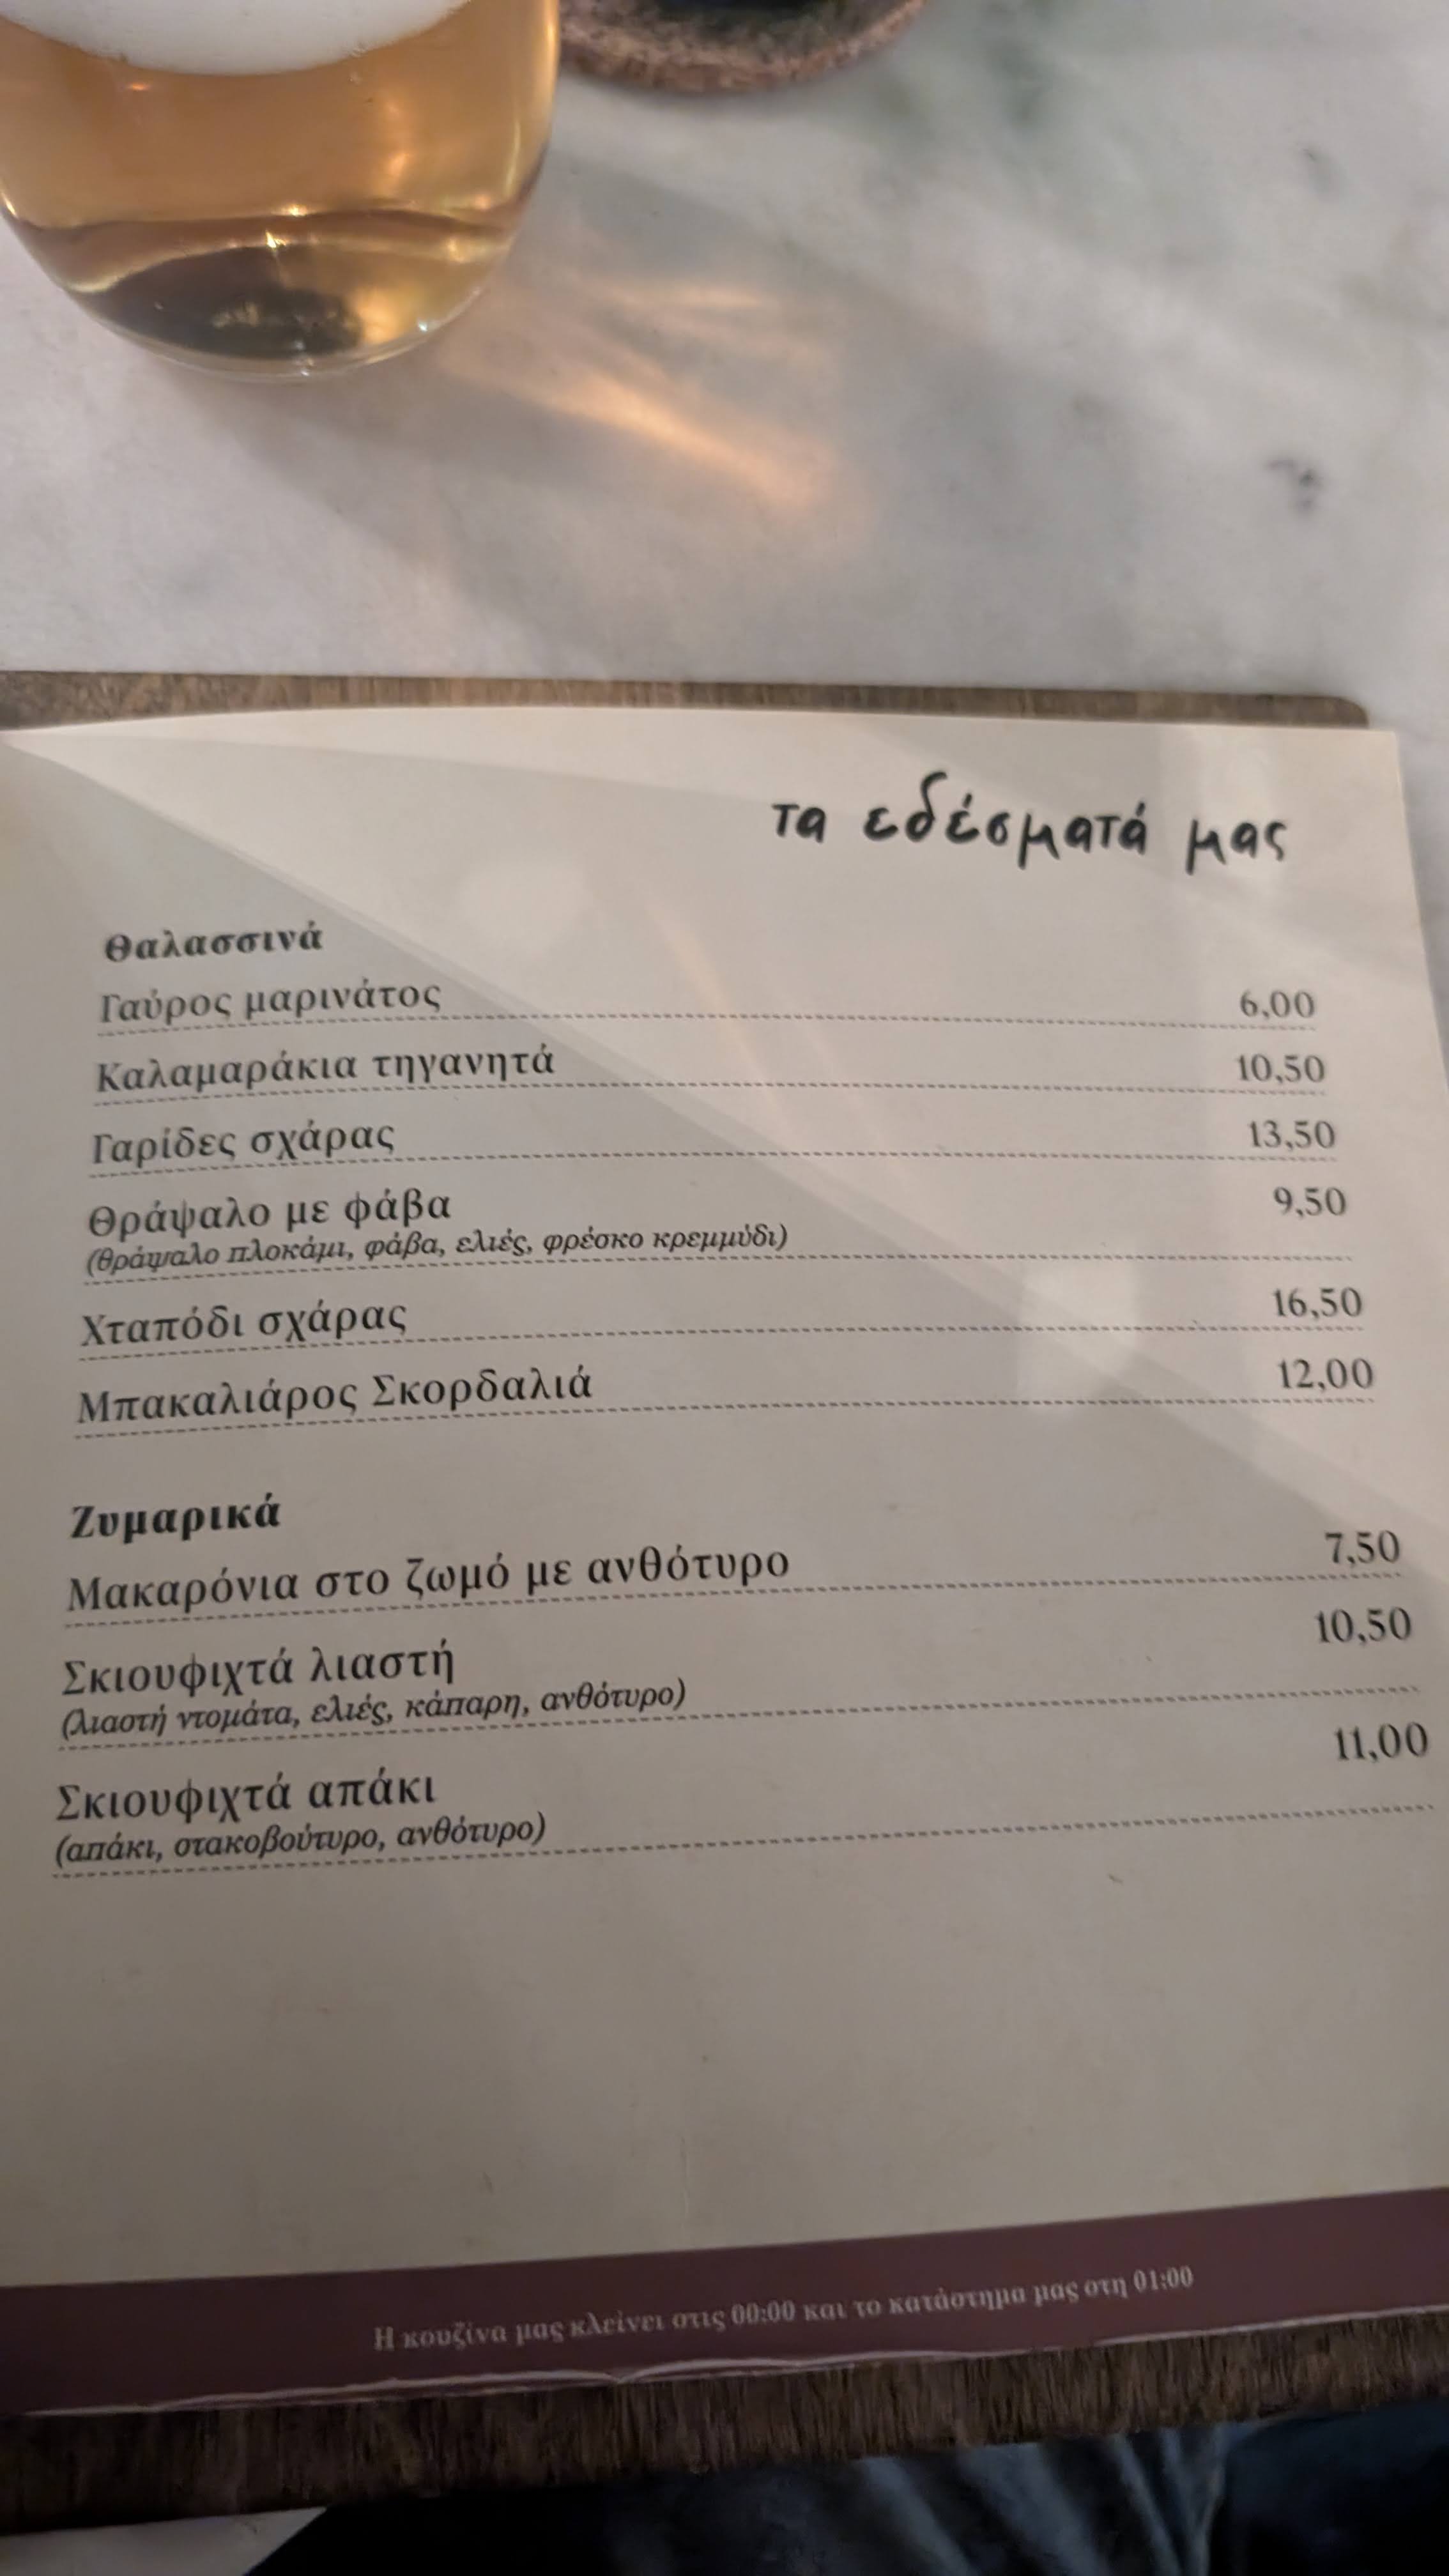 τα εδέσματά μας
Θαλασσινά
Γαύρος μαρινάτος 6,00
Καλαμαράκια τηγανητά 10,50
Γαρίδες σχάρας 13,50
Θράψαλο με φάβα 9,50
(θράψαλο πλοκάμι, φάβα, ελιές, φρέσκο κρεμμύδι)
Χταπόδι σχάρας 16,50
Μπακαλιάρος Σκορδαλιά 12,00
Ζυμαρικά
Μακαρόνια στο ζωμό με ανθότυρο 7,50
Σκιουφιχτά λιαστή 10,50
(λιαστή ντομάτα, ελιές, κάπαρη, ανθότυρο)
Σκιουφιχτά απάκι 11,00
(απάκι, στακοβούτυρο, ανθότυρο)
Η κουζίνα μας κλείνει στις 00:00 και το κατάστημα μας στη 01:00